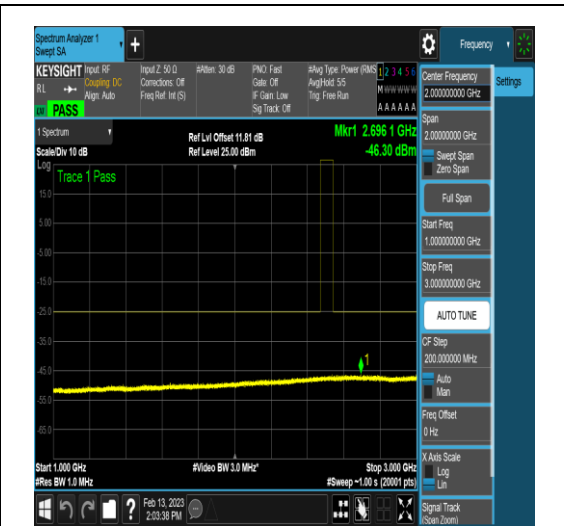 Spectrum Analyzer 1
Swept SA
Frequency
KEYSIGHT
RL
PASS
Input: RF
Coupling: DC
Align: Auto
Input Z: 50 Ω
Corrections: Off
Freq Ref: Int (S)
#Atten: 30 dB
PNO: Fast
Gate: Off
IF Gain: Low
Sig Track: Off
#Avg Type: Power (RMS
Avg|Hold: 5/5
Trig: Free Run
1 2 3 4 5 6
M W W W W W
A A A A A A
1 Spectrum
Scale/Div 10 dB
Ref Lvl Offset 11.81 dB
Ref Level 25.00 dBm
Mkr1 2.696 1 GHz
-46.30 dBm
Log
Trace 1 Pass
15.0
5.00
-5.00
-15.0
-25.0
-35.0
-45.0
-55.0
-65.0
1
Start 1.000 GHz
#Res BW 1.0 MHz
#Video BW 3.0 MHz*
Stop 3.000 GHz
#Sweep ~1.00 s (20001 pts)
Feb 13, 2023
2:03:38 PM
Center Frequency
2.000000000 GHz
Settings
Span
2.00000000 GHz
Swept Span
Zero Span
Full Span
Start Freq
1.000000000 GHz
Stop Freq
3.000000000 GHz
AUTO TUNE
CF Step
200.000000 MHz
Auto
Man
Freq Offset
0 Hz
X Axis Scale
Log
Lin
Signal Track
(Span Zoom)